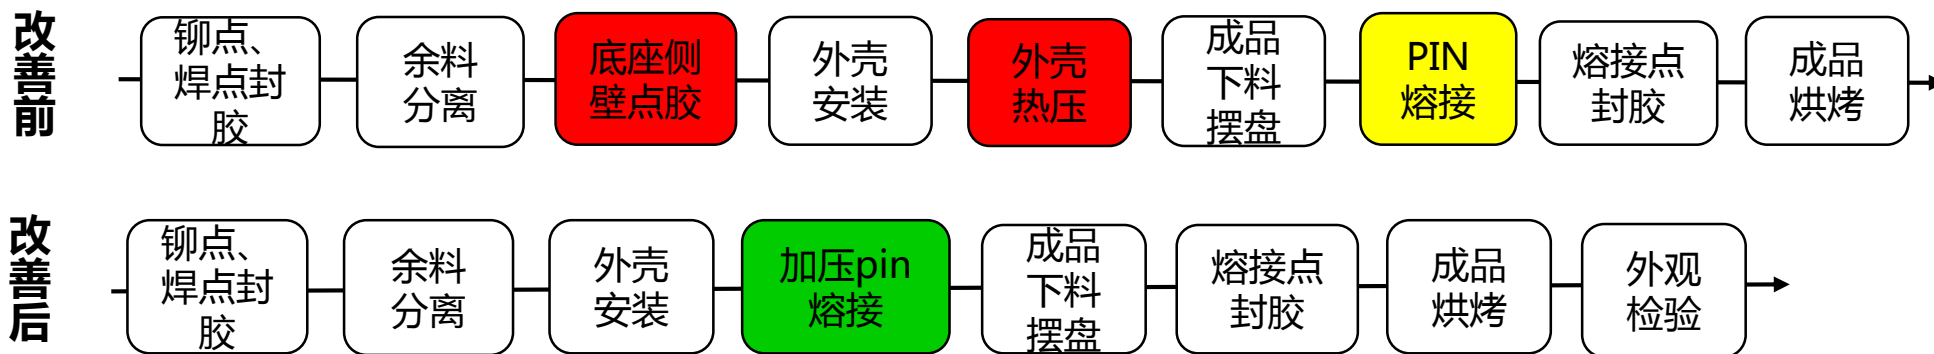 改善前
铆点、
焊点封
胶
余料
分离
底座侧
壁点胶
外壳
安装
外壳
热压
成品
下料
摆盘
PIN
熔接
熔接点
封胶
成品
烘烤
改善后
铆点、
焊点封
胶
余料
分离
外壳
安装
加压pin
熔接
成品
下料
摆盘
熔接点
封胶
成品
烘烤
外观
检验